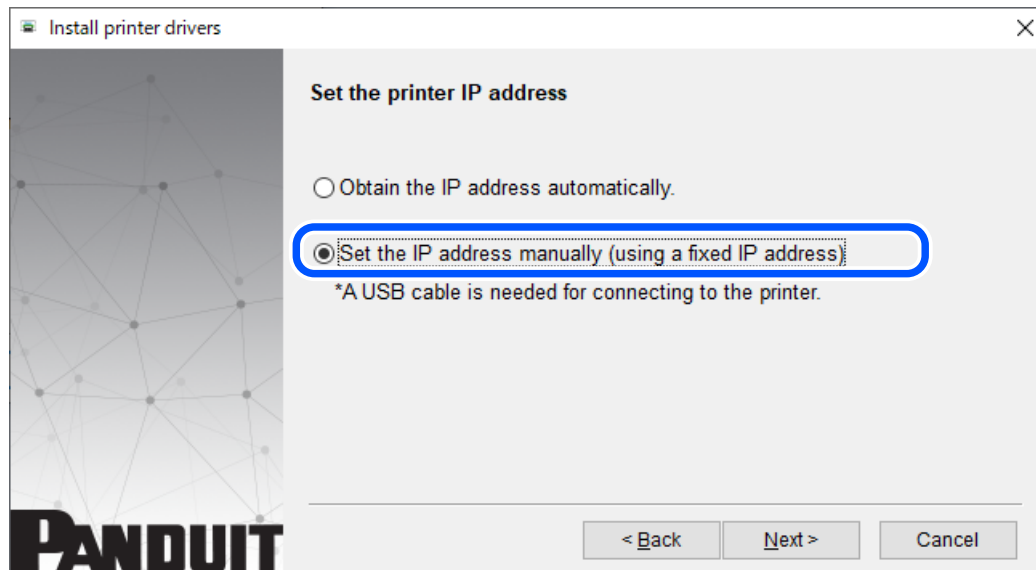 Install printer drivers
Set the printer IP address
Obtain the IP address automatically.
Set the IP address manually (using a fixed IP address)
*A USB cable is needed for connecting to the printer.
PANDUIT
< Back
Next >
Cancel